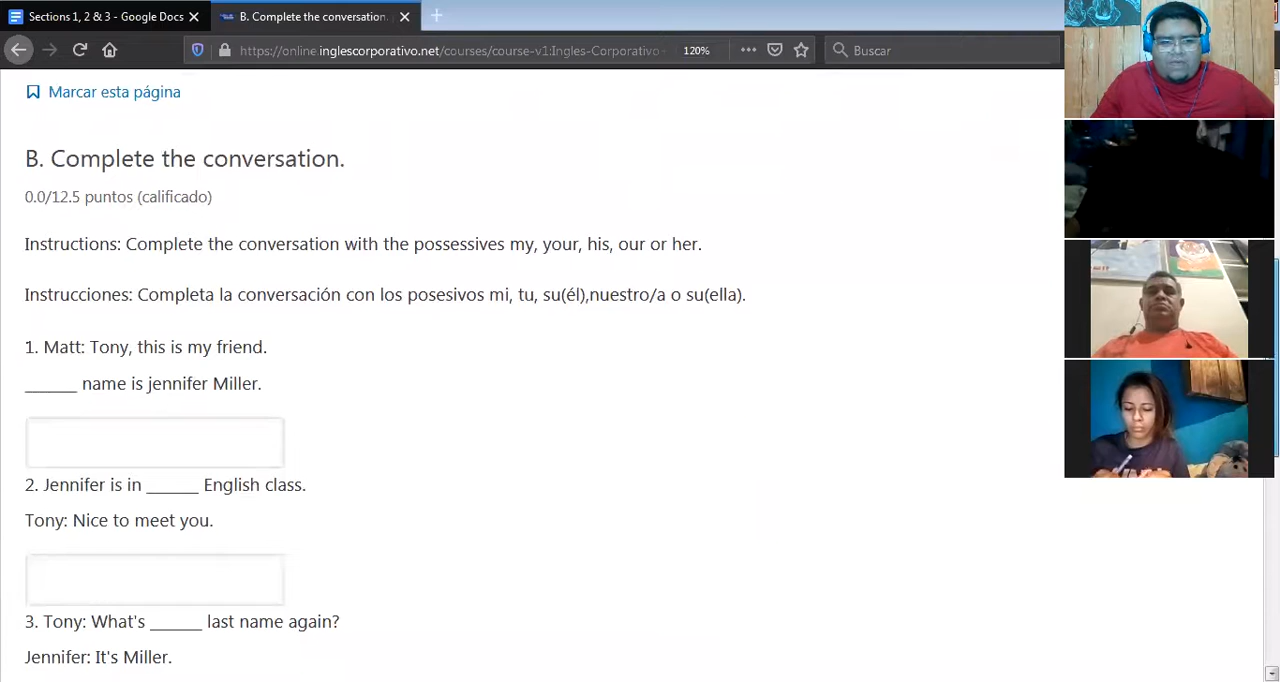 Sections 1, 2 & 3 - Google Docs
B. Complete the conversation.
https://online.inglescorporativo.net/courses/course-v1:Ingles-Corporativo
120%
Buscar
Marcar esta página
B. Complete the conversation.
0.0/12.5 puntos (calificado)
Instructions: Complete the conversation with the possessives my, your, his, our or her.
Instrucciones: Completa la conversación con los posesivos mi, tu, su(él),nuestro/a o su(ella).
1. Matt: Tony, this is my friend.
______ name is jennifer Miller.
2. Jennifer is in ______ English class.
Tony: Nice to meet you.
3. Tony: What's ______ last name again?
Jennifer: It's Miller.